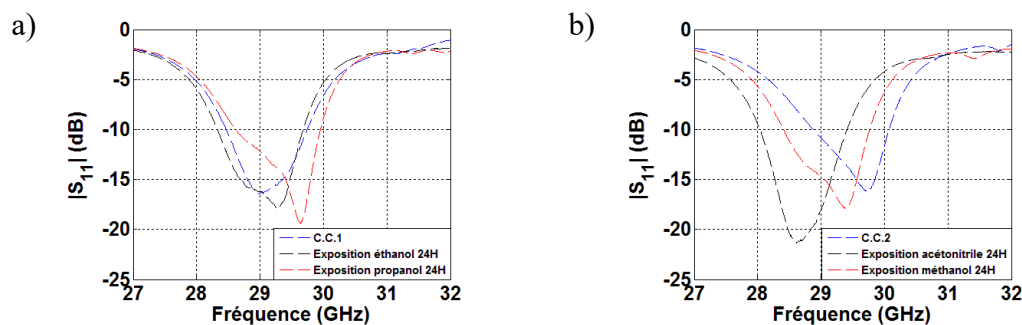 a)
0
-5
-10
-15
-20
-25
27 28 29 30 31 32
|S11| (dB)
Fréquence (GHz)
C.C.1
Exposition éthanol 24H
Exposition propanol 24H
b)
0
-5
-10
-15
-20
-25
27 28 29 30 31 32
|S11| (dB)
Fréquence (GHz)
C.C.2
Exposition acétonitrile 24H
Exposition méthanol 24H